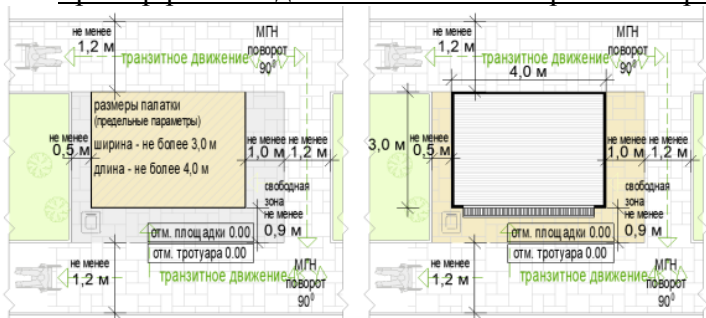 не менее
1,2 м
МГН
поворот
90⁰
транзитное движение
размеры палатки
(предельные параметры)
ширина - не более 3,0 м
длина - не более 4,0 м
не менее
0,5 м
не менее
1,0 м
не менее
1,2 м
свободная
зона
не менее
0,9 м
отм. площадки 0.00
отм. тротуара 0.00
не менее
1,2 м
транзитное движение
МГН
поворот
90⁰
не менее
1,2 м
МГН
поворот
90⁰
транзитное движение
4,0 м
3,0 м
не менее
0,5 м
не менее
1,0 м
не менее
1,2 м
свободная
зона
не менее
0,9 м
отм. площадки 0.00
отм. тротуара 0.00
не менее
1,2 м
транзитное движение
МГН
поворот
90⁰